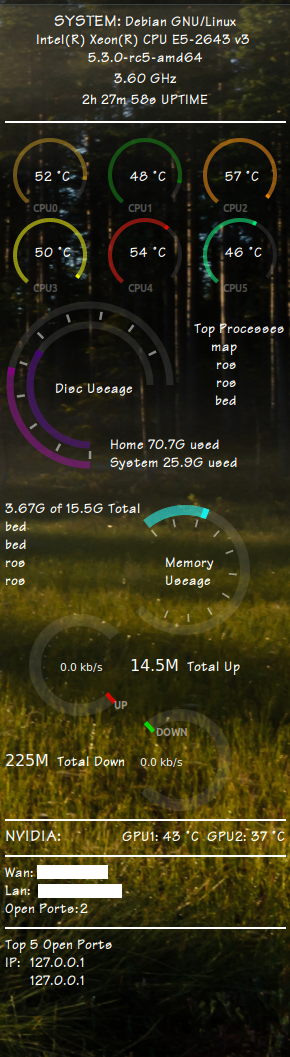 SYSTEM: Debian GNU/Linux
Intel(R) Xeon(R) CPU E5-2643 v3
5.3.0-rc5-amd64
3.60 GHz
2h 27m 58s UPTIME
52 °C 48 °C 57 °C
CPU0 CPU1 CPU2
50 °C 54 °C 46 °C
CPU3 CPU4 CPU5
Top Processes
map
ros
ros
bed
Disc Useage
Home 70.7G used
System 25.9G used
3.67G of 15.5G Total
bed
bed
ros
ros
Memory
Useage
0.0 kb/s 14.5M Total Up
UP
DOWN
225M Total Down 0.0 kb/s
NVIDIA: GPU1: 43 °C GPU2: 37 °C
Wan:
Lan:
Open Ports:2
Top 5 Open Ports
IP: 127.0.0.1
127.0.0.1